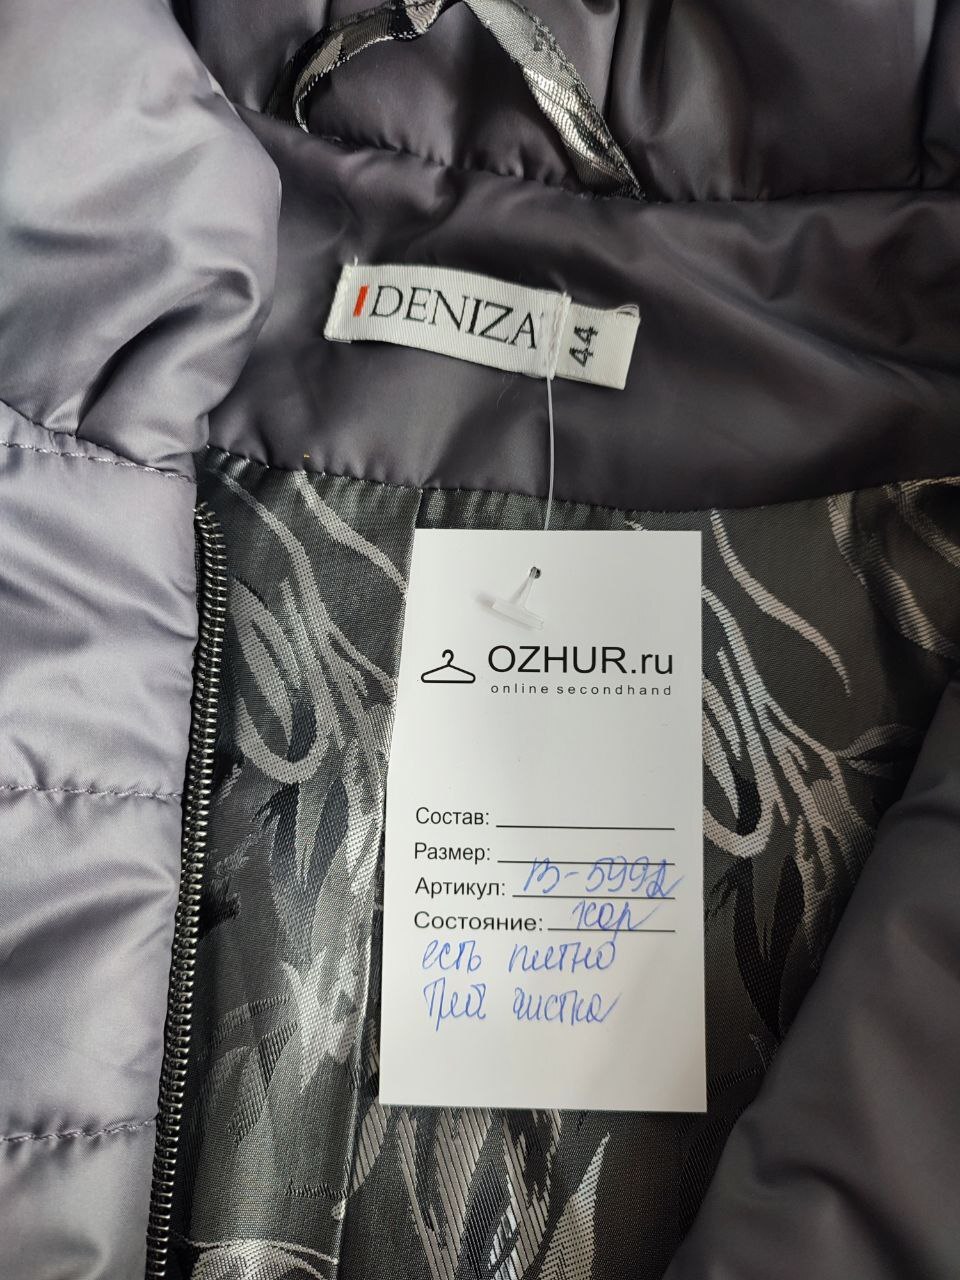 DENIZA
44
OZHUR.ru
online secondhand
Состав:
Размер:
Артикул: В-5992
Состояние: хор
есть пятно
Треб чистка